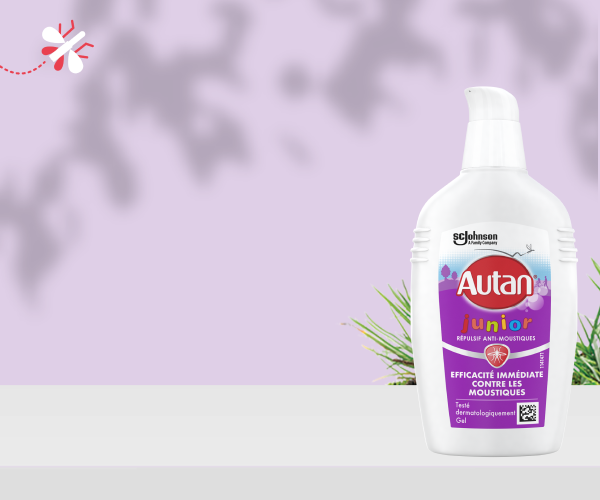 scjohnson
A Family Company
Autan
junior
RÉPULSIF ANTI-MOUSTIQUES
EFFICACITÉ IMMÉDIATE
CONTRE LES
MOUSTIQUES
Testé
dermatologiquement
Gel